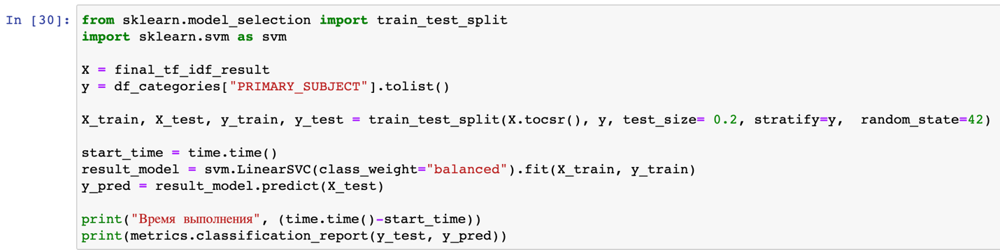 In [30]: from sklearn.model_selection import train_test_split
import sklearn.svm as svm
X = final_tf_idf_result
y = df_categories["PRIMARY_SUBJECT"].tolist()
X_train, X_test, y_train, y_test = train_test_split(X.tocsr(), y, test_size= 0.2, stratify=y,  random_state=42)
start_time = time.time()
result_model = svm.LinearSVC(class_weight="balanced").fit(X_train, y_train)
y_pred = result_model.predict(X_test)
print("Время выполнения", (time.time()-start_time))
print(metrics.classification_report(y_test, y_pred))